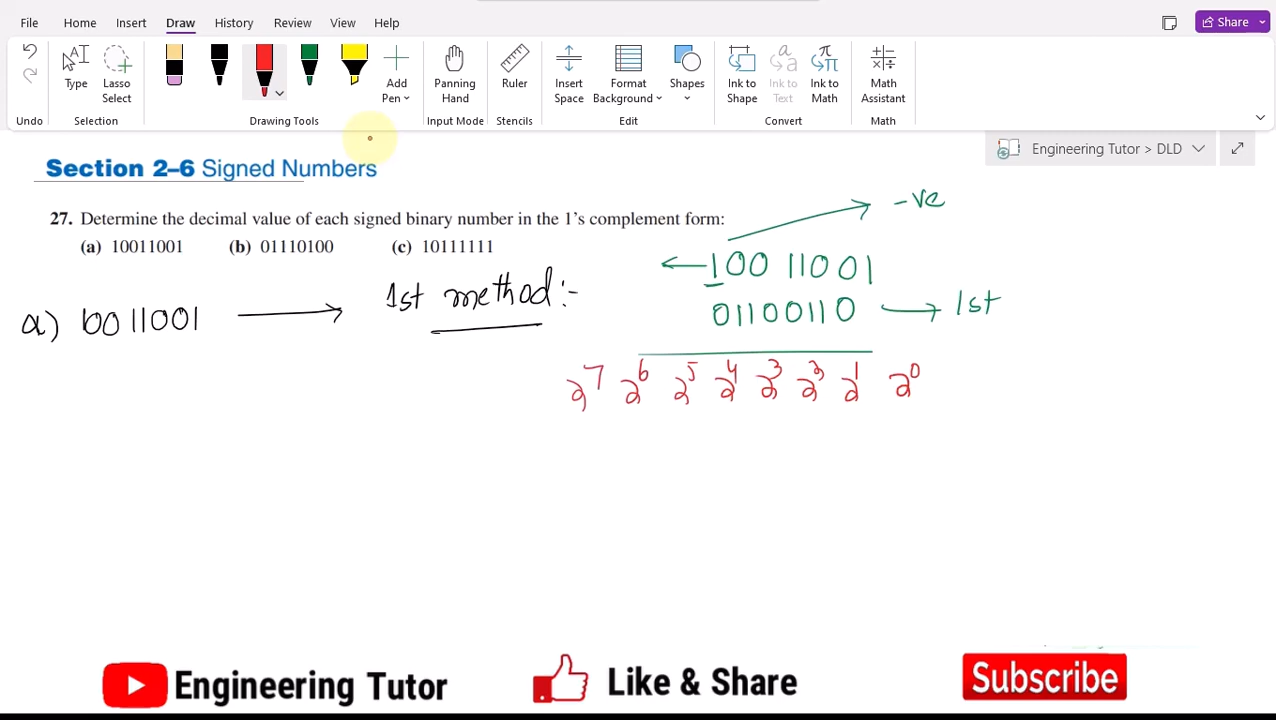 File Home Insert Draw History Review View Help Share
Type Lasso Select Add Pen Panning Hand Ruler Insert Space Format Background Shapes Ink to Shape Ink to Text Ink to Math Math Assistant
Undo Selection Drawing Tools Input Mode Stencils Edit Convert Math
Engineering Tutor > DLD
Section 2–6 Signed Numbers
27. Determine the decimal value of each signed binary number in the 1's complement form:
(a) 10011001 (b) 01110100 (c) 10111111
-ve
←10011001
a) 10011001 → 1st method:-
01100110 → 1st
2^7 2^6 2^5 2^4 2^3 2^3 2^1 2^0
Engineering Tutor Like & Share Subscribe